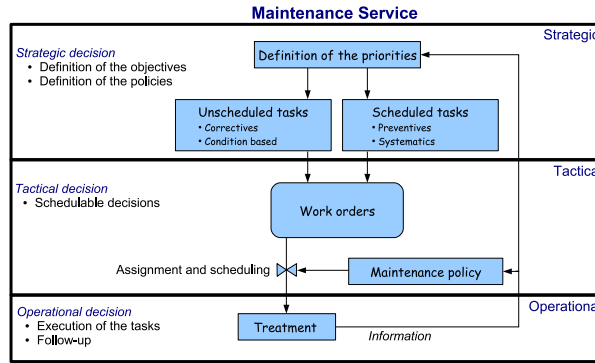 Maintenance Service
Strategic
Strategic decision
• Definition of the objectives
• Definition of the policies
Definition of the priorities
Unscheduled tasks
• Correctives
• Condition based
Scheduled tasks
• Preventives
• Systematics
Tactical
Tactical decision
• Schedulable decisions
Work orders
Assignment and scheduling
Maintenance policy
Operational
Operational decision
• Execution of the tasks
• Follow-up
Treatment
Information